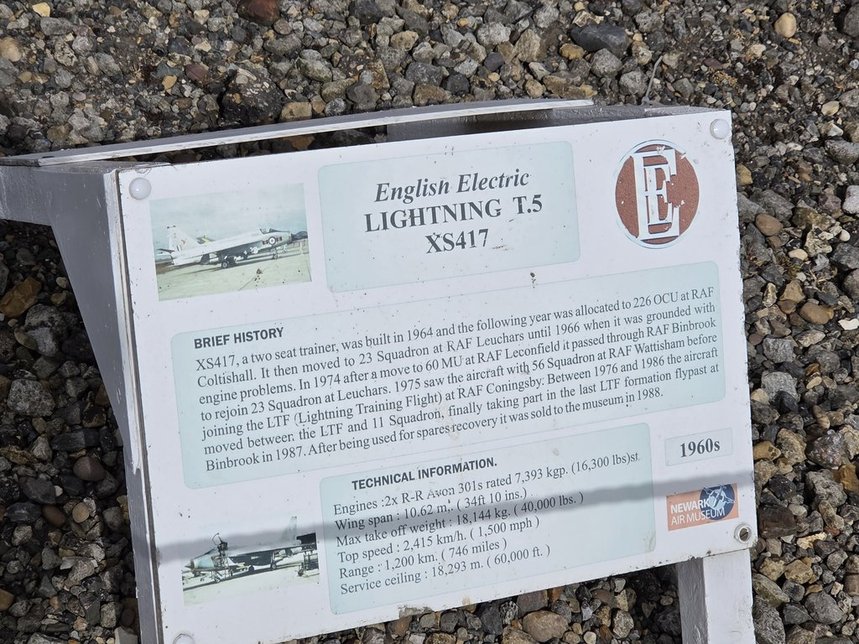 English Electric
LIGHTNING T.5
XS417
E
BRIEF HISTORY
XS417, a two seat trainer, was built in 1964 and the following year was allocated to 226 OCU at RAF
Coltishall. It then moved to 23 Squadron at RAF Leuchars until 1966 when it was grounded with
engine problems. In 1974 after a move to 60 MU at RAF Leconfield it passed through RAF Binbrook
to rejoin 23 Squadron at Leuchars. 1975 saw the aircraft with 56 Squadron at RAF Wattisham before
joining the LTF (Lightning Training Flight) at RAF Coningsby. Between 1976 and 1986 the aircraft
moved between, the LTF and 11 Squadron, finally taking part in the last LTF formation flypast at
Binbrook in 1987. After being used for spares recovery it was sold to the museum in 1988.
TECHNICAL INFORMATION.
Engines :2x R-R Avon 301s rated 7,393 kgp. (16,300 lbs)st.
Wing span : 10.62 m. ( 34ft 10 ins.)
Max take off weight : 18,144 kg. ( 40,000 lbs. )
Top speed : 2,415 km/h. ( 1,500 mph )
Range : 1,200 km. ( 746 miles )
Service ceiling : 18,293 m. ( 60,000 ft. )
1960s
NEWARK
AIR MUSEUM